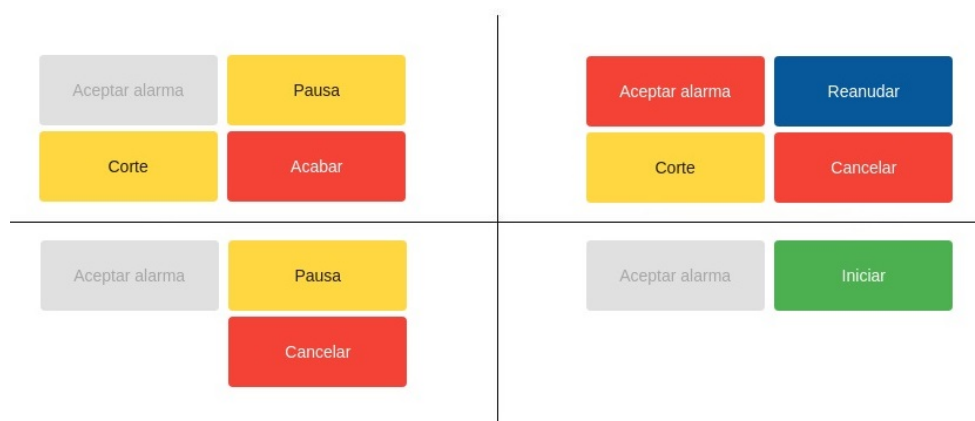 Aceptar alarma
Pausa
Corte
Acabar
Aceptar alarma
Reanudar
Corte
Cancelar
Aceptar alarma
Pausa
Cancelar
Aceptar alarma
Iniciar